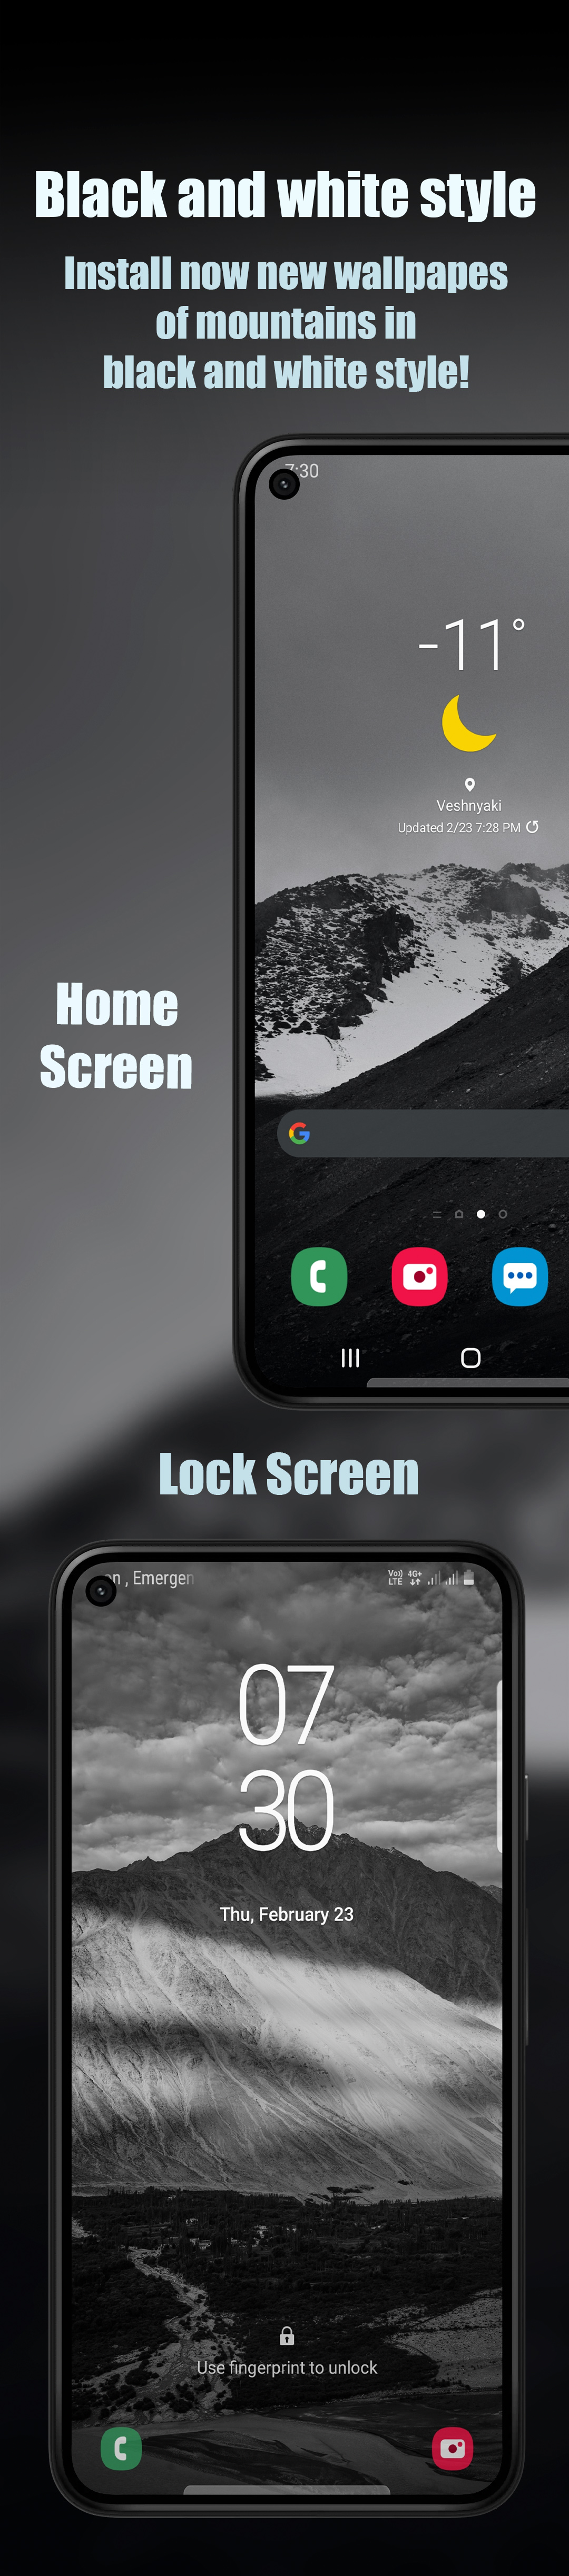 Black and white style
Install now new wallpapes
of mountains in
black and white style!
7:30
-11°
Veshnyaki
Updated 2/23 7:28 PM
Home
Screen
G
Lock Screen
on , Emergen
Vo)) LTE 4G+
07
30
Thu, February 23
Use fingerprint to unlock